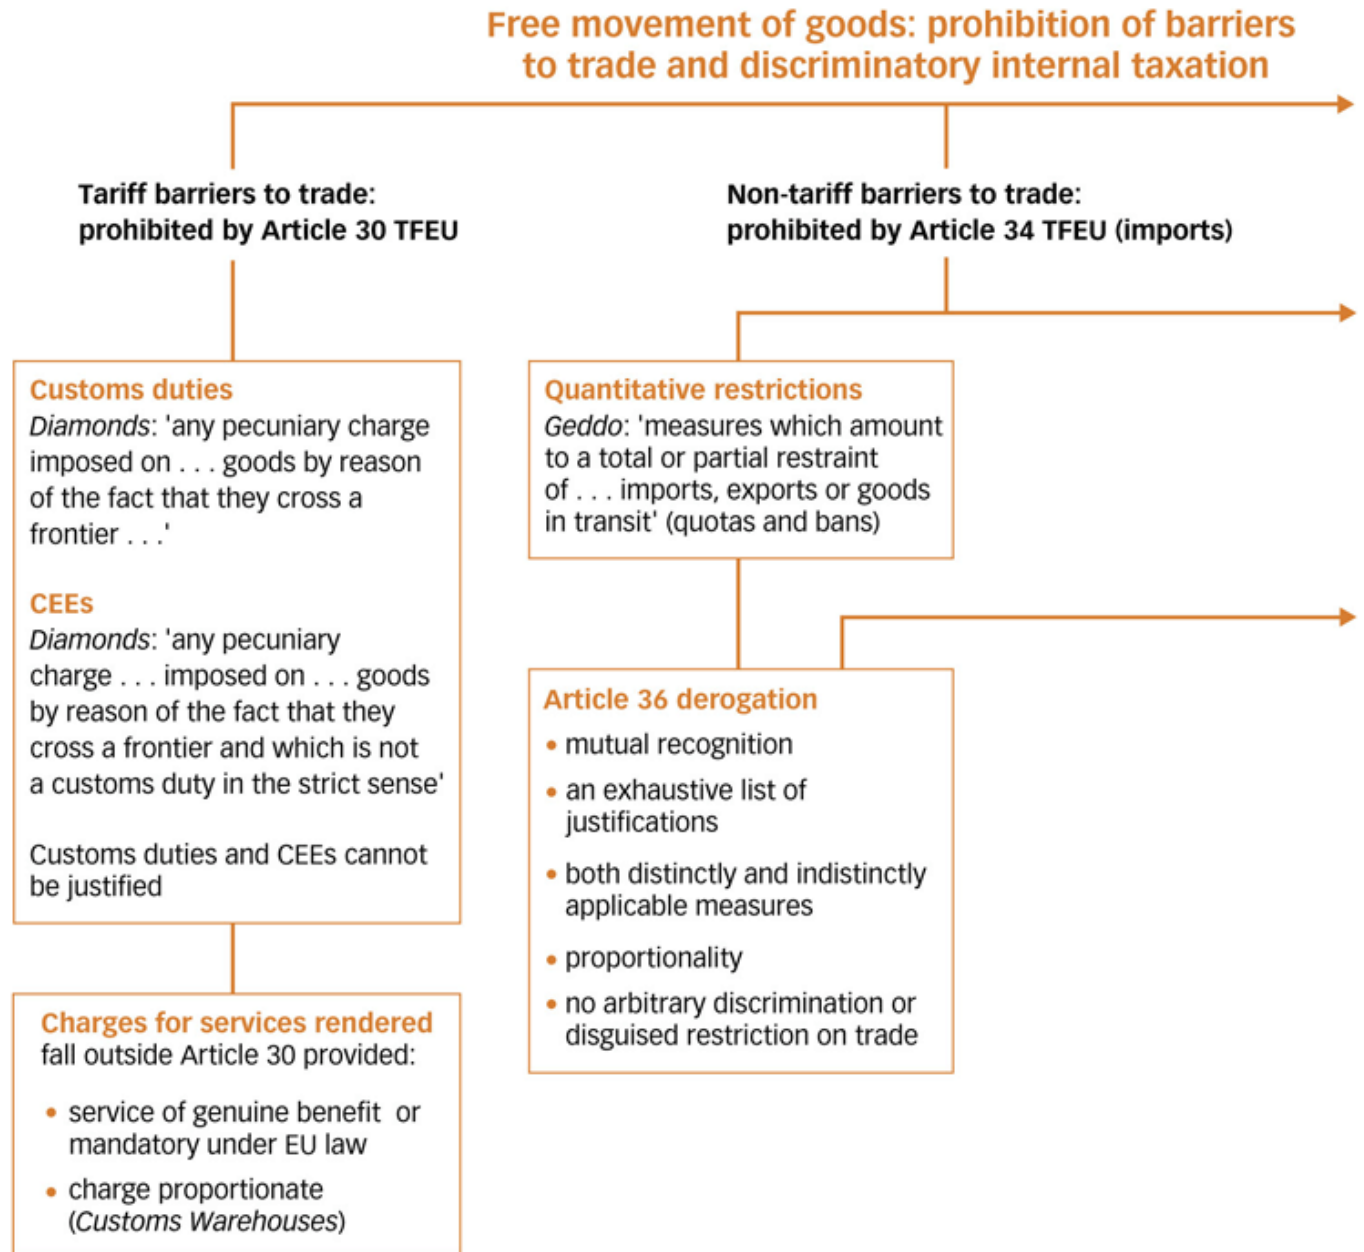 Free movement of goods: prohibition of barriers
to trade and discriminatory internal taxation
Tariff barriers to trade:
prohibited by Article 30 TFEU
Non-tariff barriers to trade:
prohibited by Article 34 TFEU (imports)
Customs duties
Diamonds: 'any pecuniary charge
imposed on . . . goods by reason
of the fact that they cross a
frontier . . .'
CEEs
Diamonds: 'any pecuniary
charge . . . imposed on . . . goods
by reason of the fact that they
cross a frontier and which is not
a customs duty in the strict sense'
Customs duties and CEEs cannot
be justified
Charges for services rendered
fall outside Article 30 provided:
• service of genuine benefit or
mandatory under EU law
• charge proportionate
(Customs Warehouses)
Quantitative restrictions
Geddo: 'measures which amount
to a total or partial restraint
of . . . imports, exports or goods
in transit' (quotas and bans)
Article 36 derogation
• mutual recognition
• an exhaustive list of
justifications
• both distinctly and indistinctly
applicable measures
• proportionality
• no arbitrary discrimination or
disguised restriction on trade